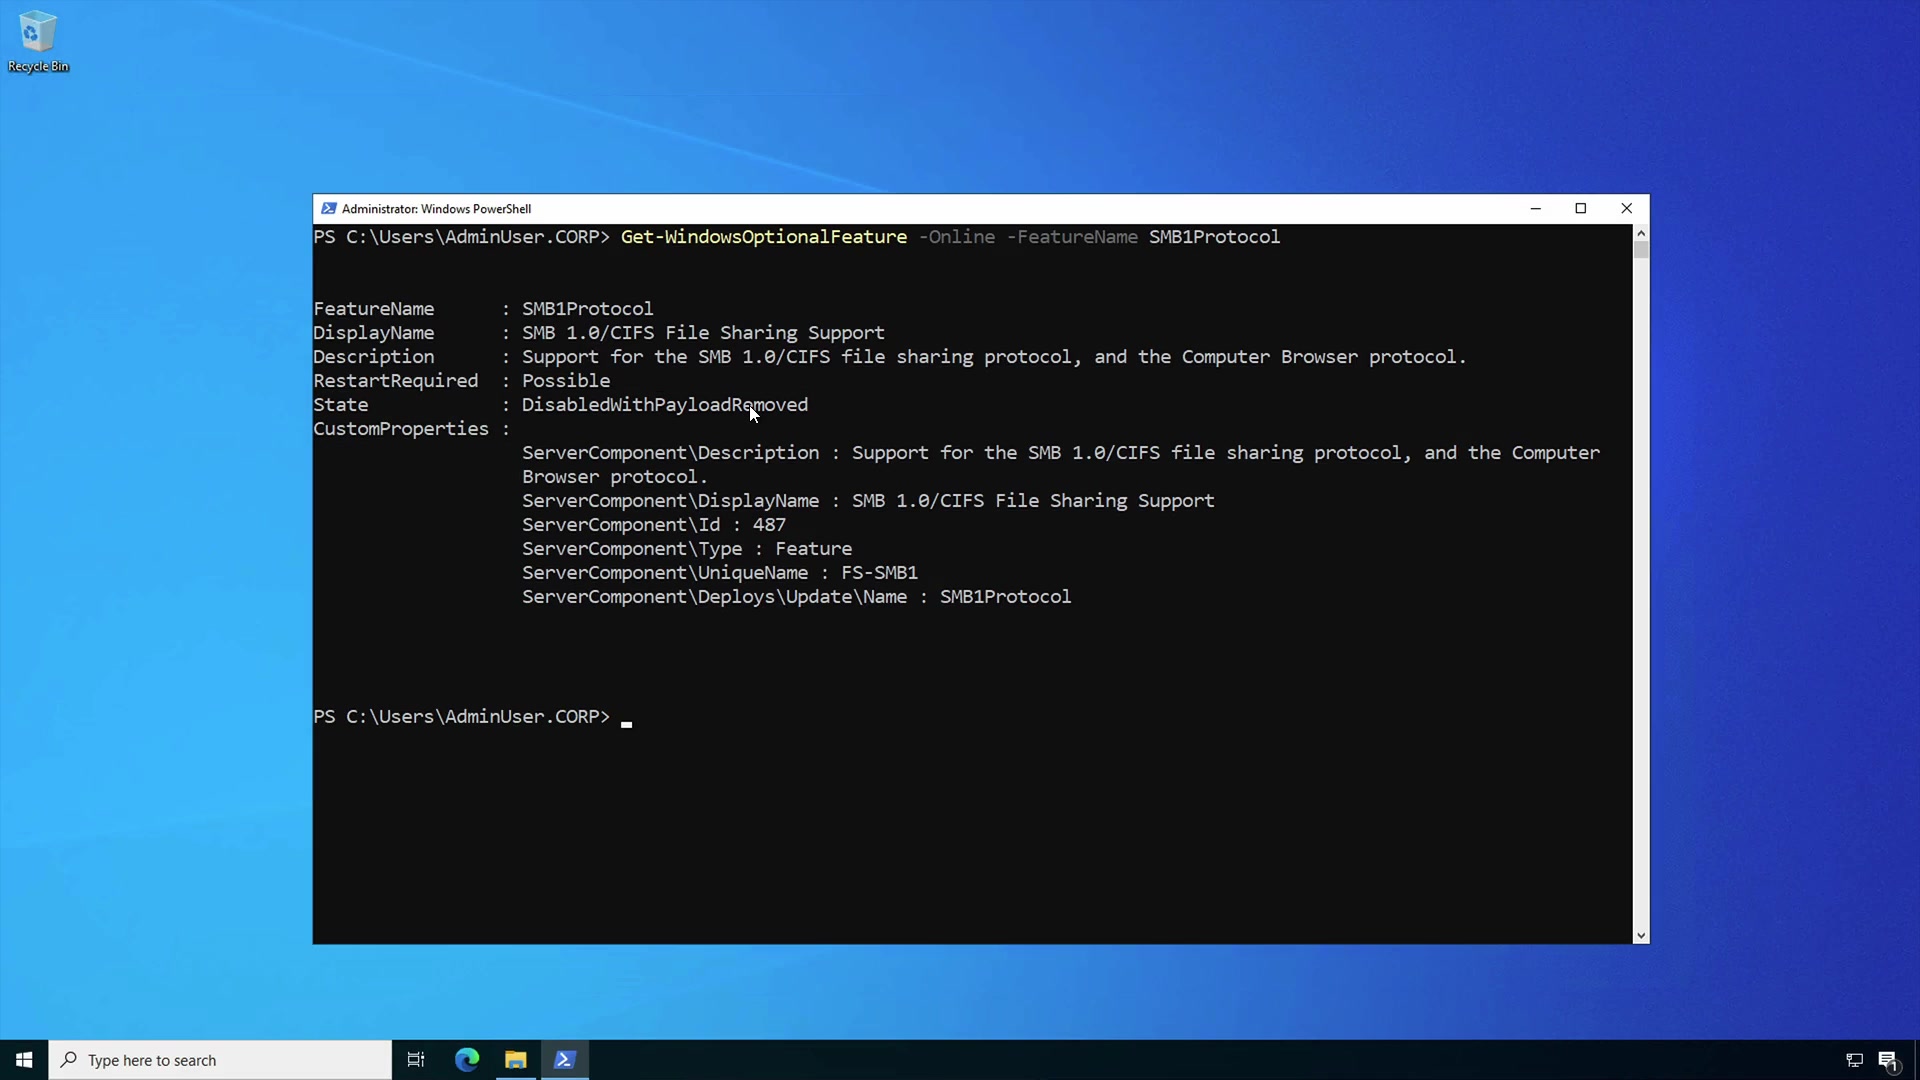 Recycle Bin
Administrator: Windows PowerShell
PS C:\Users\AdminUser.CORP> Get-WindowsOptionalFeature -Online -FeatureName SMB1Protocol
FeatureName : SMB1Protocol
DisplayName : SMB 1.0/CIFS File Sharing Support
Description : Support for the SMB 1.0/CIFS file sharing protocol, and the Computer Browser protocol.
RestartRequired : Possible
State : DisabledWithPayloadRemoved
CustomProperties :
ServerComponent\Description : Support for the SMB 1.0/CIFS file sharing protocol, and the Computer
Browser protocol.
ServerComponent\DisplayName : SMB 1.0/CIFS File Sharing Support
ServerComponent\Id : 487
ServerComponent\Type : Feature
ServerComponent\UniqueName : FS-SMB1
ServerComponent\Deploys\Update\Name : SMB1Protocol
PS C:\Users\AdminUser.CORP>
Type here to search
1